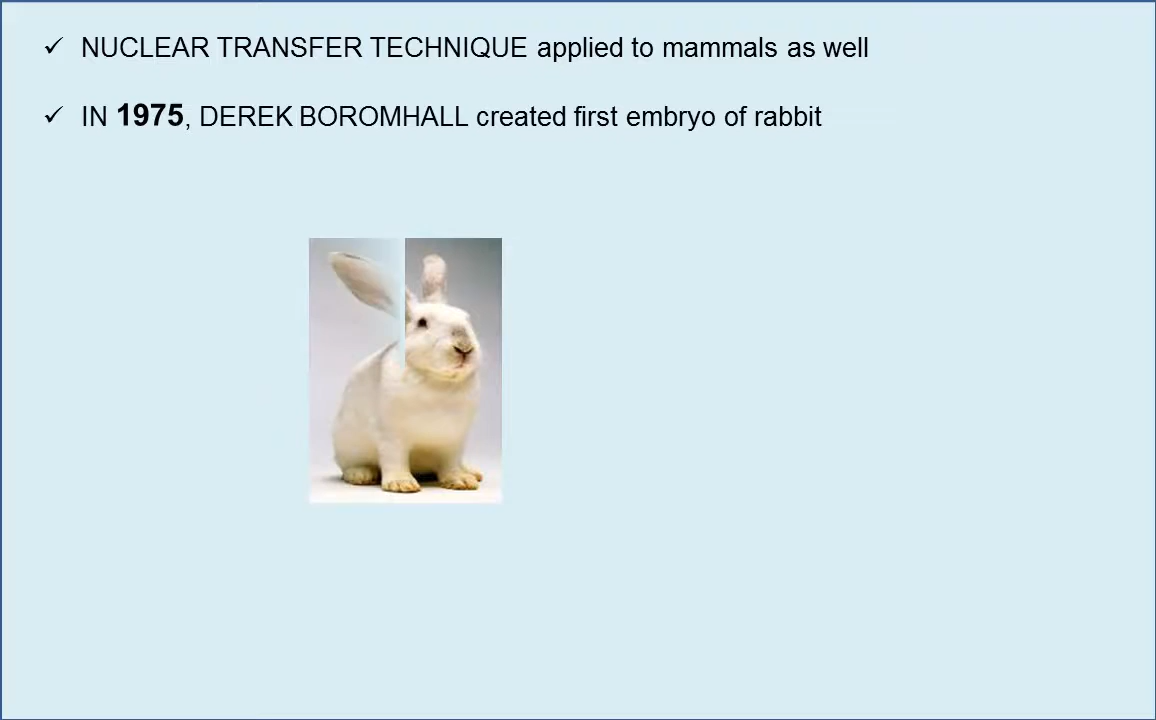 ✓ NUCLEAR TRANSFER TECHNIQUE applied to mammals as well
✓ IN 1975, DEREK BOROMHALL created first embryo of rabbit